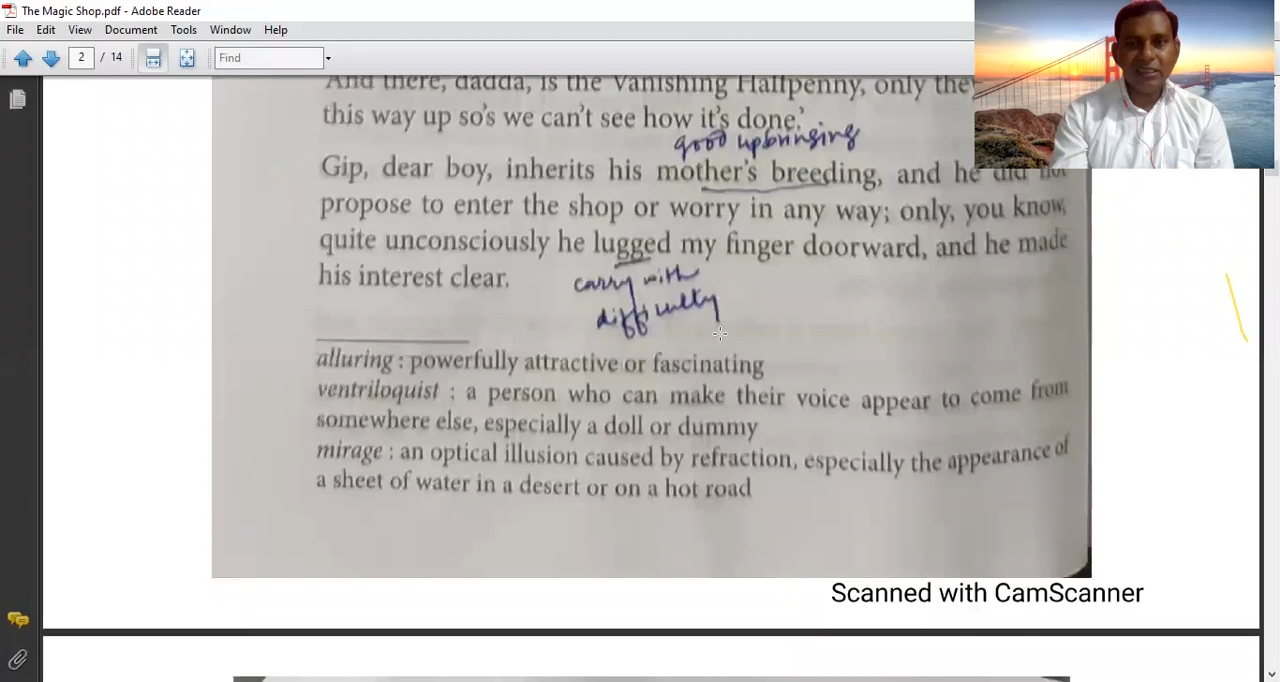 The Magic Shop.pdf - Adobe Reader
File Edit View Document Tools Window Help
2 / 14 Find
And there, dadda, is the Vanishing Halfpenny, only the
this way up so's we can't see how it's done.'
good upbringing
Gip, dear boy, inherits his mother's breeding, and he did not
propose to enter the shop or worry in any way; only, you know,
quite unconsciously he lugged my finger doorward, and he made
his interest clear.
carry with
difficulty
alluring : powerfully attractive or fascinating
ventriloquist : a person who can make their voice appear to come from
somewhere else, especially a doll or dummy
mirage : an optical illusion caused by refraction, especially the appearance of
a sheet of water in a desert or on a hot road
Scanned with CamScanner